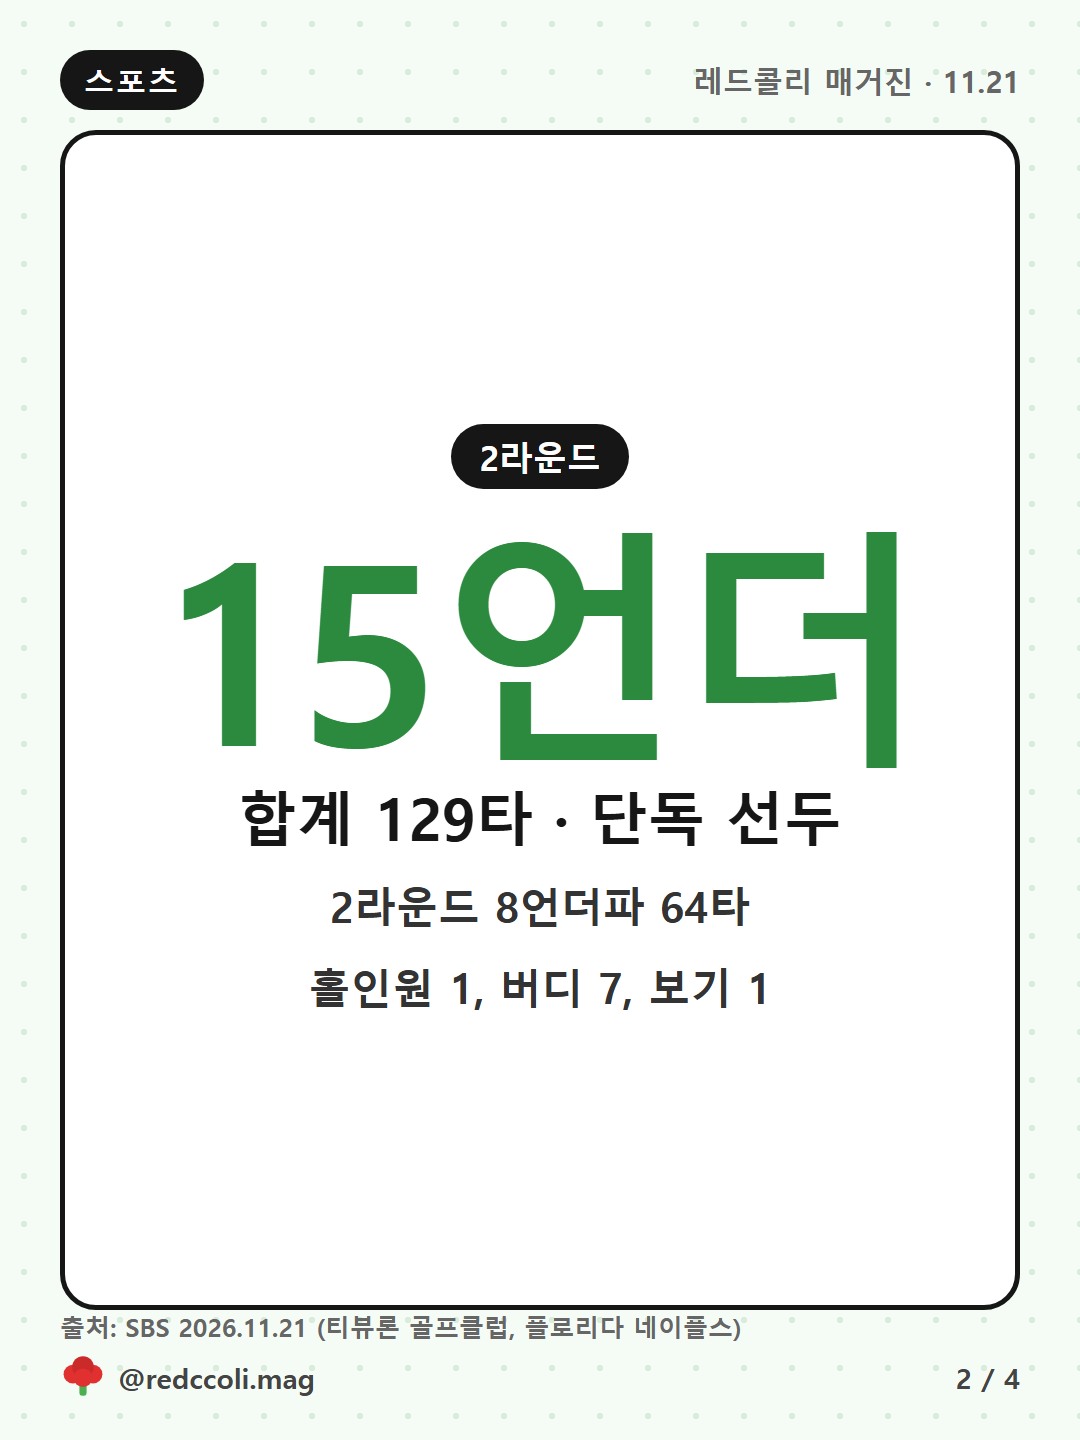 스포츠
레드콜리 매거진 · 11.21
2라운드
15언더
합계 129타 · 단독 선두
2라운드 8언더파 64타
홀인원 1, 버디 7, 보기 1
출처: SBS 2026.11.21 (티뷰론 골프클럽, 플로리다 네이플스)
@redccoli.mag
2 / 4